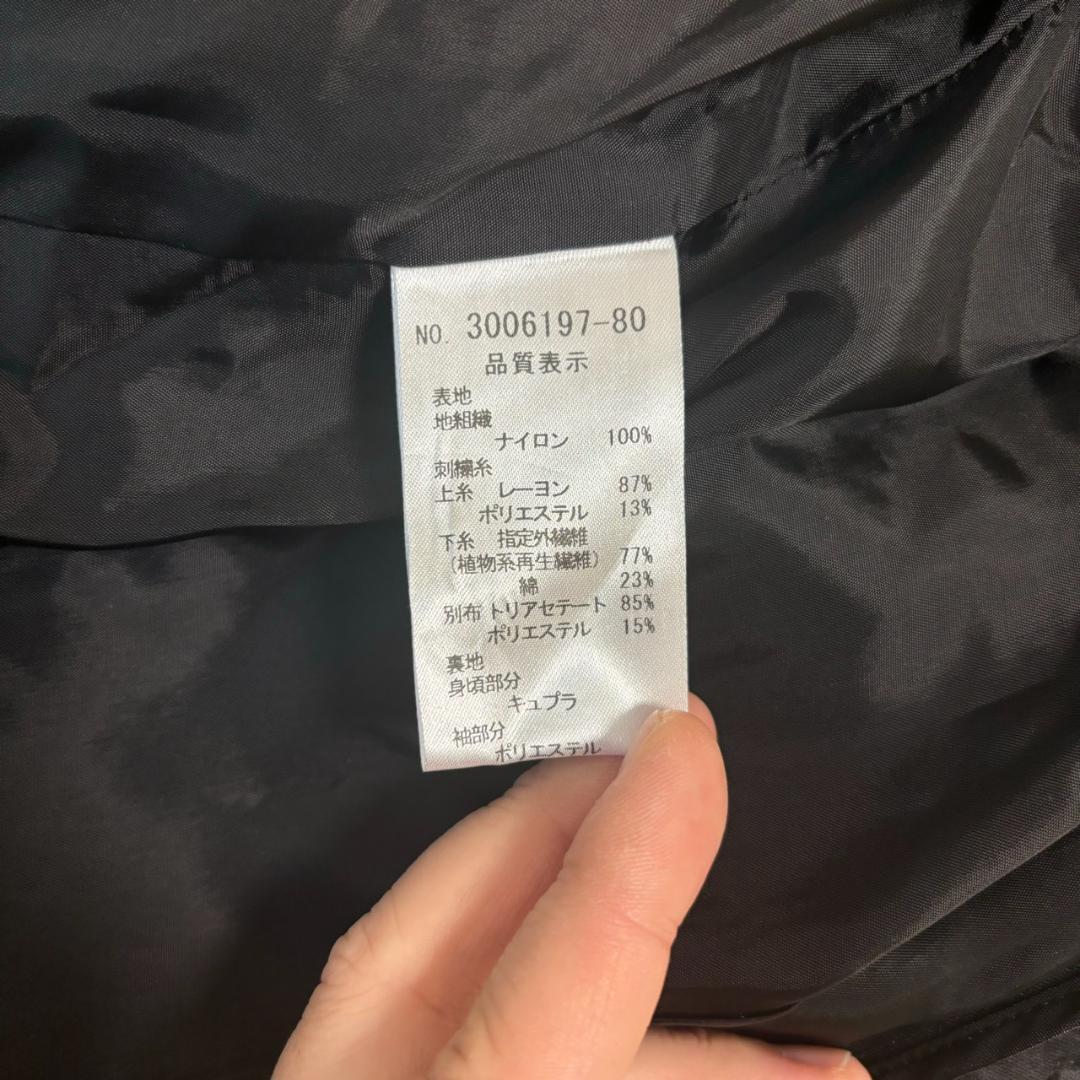 NO. 3006197-80
品質表示
表地
地組織
ナイロン 100%
刺繍糸
上糸 レーヨン 87%
ポリエステル 13%
下糸 指定外繊維
(植物系再生繊維) 77%
綿 23%
別布 トリアセテート 85%
ポリエステル 15%
裏地
身頃部分
キュプラ
袖部分
ポリエステル